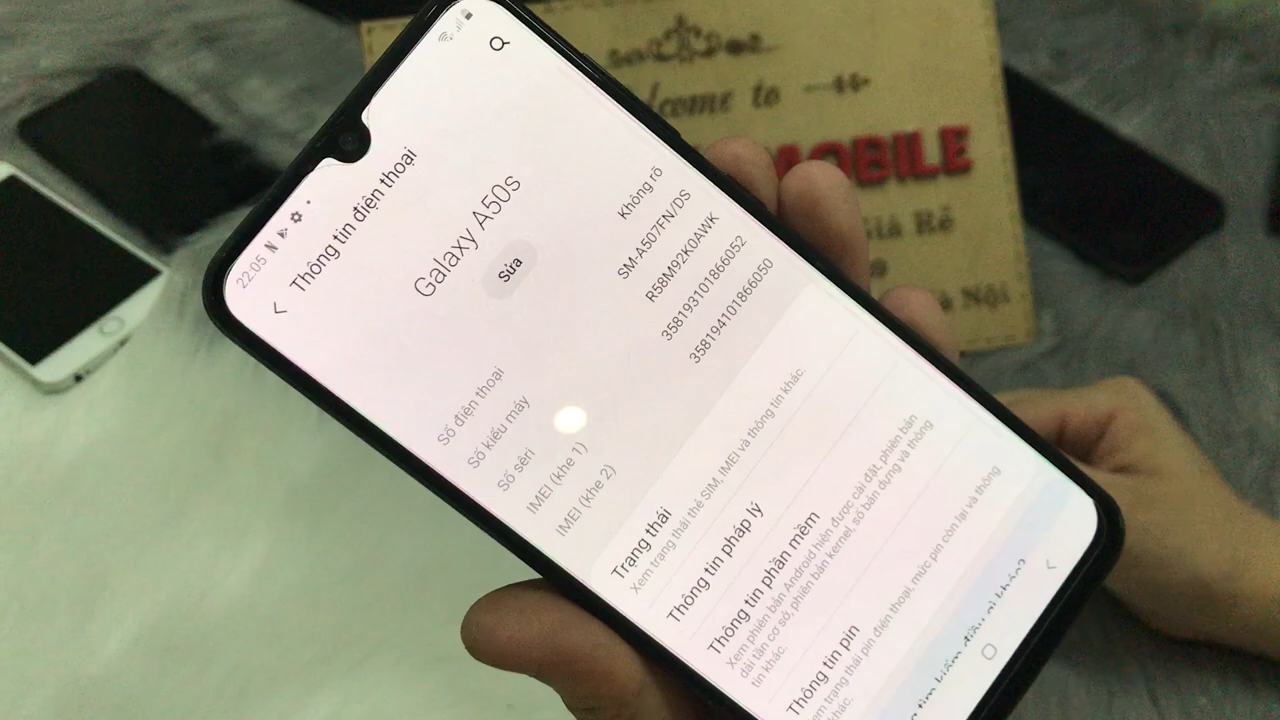 22:05
Thông tin điện thoại
Galaxy A50s
Sửa
Số điện thoại Không rõ
Số kiểu máy SM-A507FN/DS
Số sêri R58M92K0AWK
IMEI (khe 1) 358193101866052
IMEI (khe 2) 358194101866050
Trạng thái
Xem trạng thái thẻ SIM, IMEI và thông tin khác.
Thông tin pháp lý
Thông tin phần mềm
Xem phiên bản Android hiện được cài đặt, phiên bản
dải tần cơ sở, phiên bản kernel, số bản dựng và thông
tin khác.
Thông tin pin
Xem trạng thái pin điện thoại, mức pin còn lại và thông
khác.
tìm kiếm điều gì khác?
to
MOBILE
Giá Rẻ
Nội